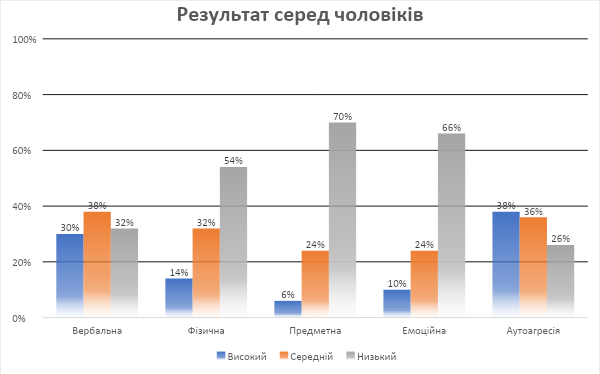 Результат серед чоловіків
100%
80%
60%
40%
20%
0%
30% 38% 32%
14% 32% 54%
6% 24% 70%
10% 24% 66%
38% 36% 26%
Вербальна Фізична Предметна Емоційна Аутоагресія
Високий Середній Низький